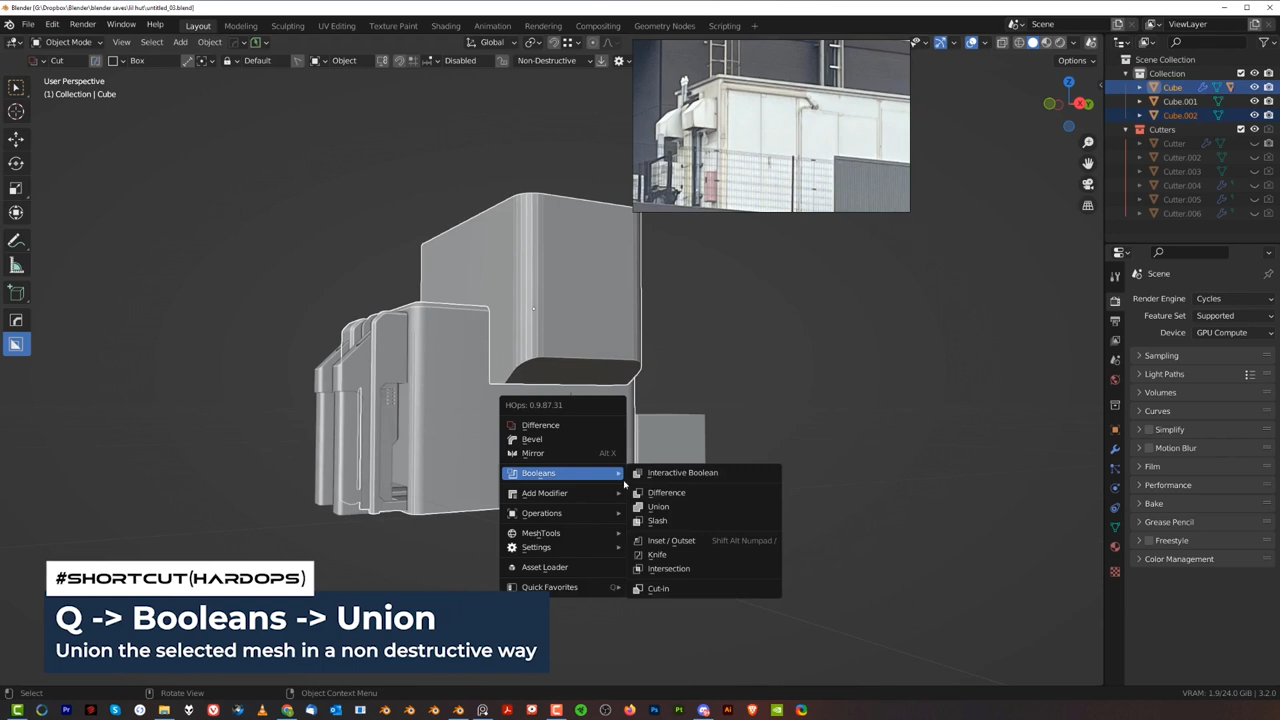 Blender [G:\Dropbox\Blender\blender saves\lil hut\untitled_03.blend]
File Edit Render Window Help Layout Modeling Sculpting UV Editing Texture Paint Shading Animation Rendering Compositing Geometry Nodes Scripting + Scene ViewLayer
Object Mode View Select Add Object Global
Cut Box Default Object Disabled Non-Destructive Options
User Perspective
(1) Collection | Cube
Scene Collection
Collection
Cube
Cube.001
Cube.002
Cutters
Cutter
Cutter.002
Cutter.003
Cutter.004
Cutter.005
Cutter.006
Scene
Render Engine Cycles
Feature Set Supported
Device GPU Compute
Sampling
Light Paths
Volumes
Curves
Simplify
Motion Blur
Film
Performance
Bake
Grease Pencil
Freestyle
Color Management
HOps: 0.9.87.31
Difference
Bevel
Mirror Alt X
Booleans
Add Modifier
Operations
MeshTools
Settings
Asset Loader
Quick Favorites Q
Interactive Boolean
Difference
Union
Slash
Inset / Outset Shift Alt Numpad /
Knife
Intersection
Cut-in
#SHORTCUT(HARDOPS)
Q -> Booleans -> Union
Union the selected mesh in a non destructive way
Select Rotate View Object Context Menu VRAM: 1.9/24.0 GiB | 3.2.0